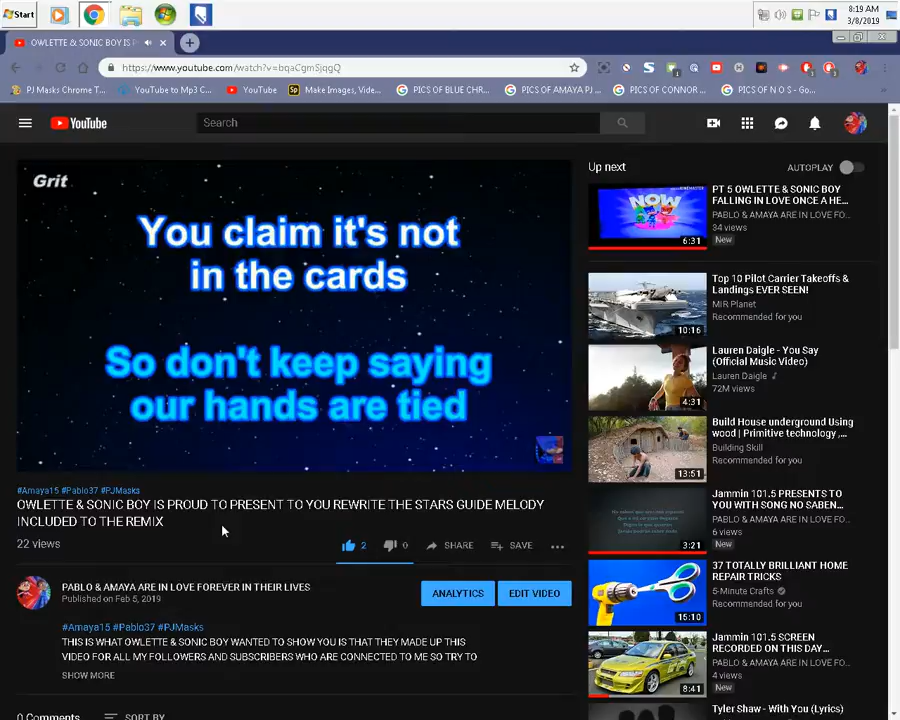 Start
8:19 AM
3/8/2019
OWLETTE & SONIC BOY IS P
https://www.youtube.com/watch?v=bqaCgmSjqgQ
PJ Masks Chrome T...
YouTube to Mp3 C...
YouTube
Make Images, Vide...
PICS OF BLUE CHR...
PICS OF AMAYA PJ ...
PICS OF CONNOR ...
PICS OF N O S - Go...
YouTube
Search
Grit
You claim it's not
in the cards
So don't keep saying
our hands are tied
#Amaya15 #Pablo37 #PJMasks
OWLETTE & SONIC BOY IS PROUD TO PRESENT TO YOU REWRITE THE STARS GUIDE MELODY
INCLUDED TO THE REMIX
22 views
2
0
SHARE
SAVE
PABLO & AMAYA ARE IN LOVE FOREVER IN THEIR LIVES
Published on Feb 5, 2019
ANALYTICS
EDIT VIDEO
#Amaya15 #Pablo37 #PJMasks
THIS IS WHAT OWLETTE & SONIC BOY WANTED TO SHOW YOU IS THAT THEY MADE UP THIS
VIDEO FOR ALL MY FOLLOWERS AND SUBSCRIBERS WHO ARE CONNECTED TO ME SO TRY TO
SHOW MORE
0 Comments
SORT BY
Up next
AUTOPLAY
NOW
6:31
PT 5 OWLETTE & SONIC BOY
FALLING IN LOVE ONCE A HE...
PABLO & AMAYA ARE IN LOVE FO...
34 views
New
10:16
Top 10 Pilot Carrier Takeoffs &
Landings EVER SEEN!
MIR Planet
Recommended for you
4:31
Lauren Daigle - You Say
(Official Music Video)
Lauren Daigle
72M views
13:51
Build House underground Using
wood | Primitive technology ,...
Building Skill
Recommended for you
3:21
Jammin 101.5 PRESENTS TO
YOU WITH SONG NO SABEN...
6 views
New
15:10
37 TOTALLY BRILLIANT HOME
REPAIR TRICKS
5-Minute Crafts
Recommended for you
8:41
Jammin 101.5 SCREEN
RECORDED ON THIS DAY...
PABLO & AMAYA ARE IN LOVE FO...
4 views
New
Tyler Shaw - With You (Lyrics)